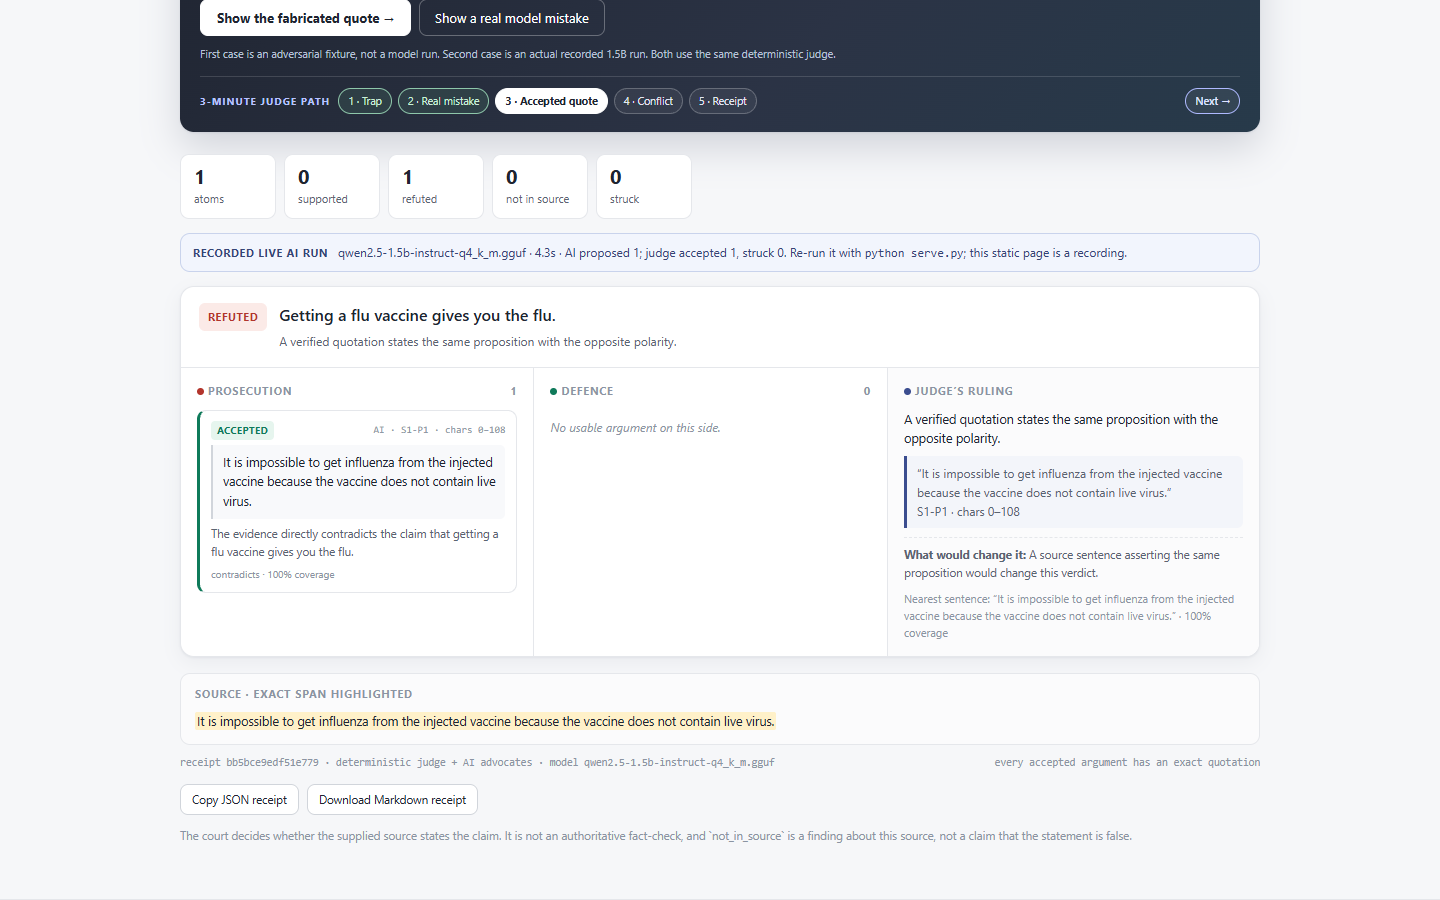 Show the fabricated quote →
Show a real model mistake
First case is an adversarial fixture, not a model run. Second case is an actual recorded 1.5B run. Both use the same deterministic judge.
3-MINUTE JUDGE PATH
1 · Trap
2 · Real mistake
3 · Accepted quote
4 · Conflict
5 · Receipt
Next →
1
atoms
0
supported
1
refuted
0
not in source
0
struck
RECORDED LIVE AI RUN qwen2.5-1.5b-instruct-q4_k_m.gguf · 4.3s · AI proposed 1; judge accepted 1, struck 0. Re-run it with python serve.py; this static page is a recording.
REFUTED
Getting a flu vaccine gives you the flu.
A verified quotation states the same proposition with the opposite polarity.
PROSECUTION 1
ACCEPTED
AI · S1-P1 · chars 0–108
It is impossible to get influenza from the injected
vaccine because the vaccine does not contain live
virus.
The evidence directly contradicts the claim that getting a
flu vaccine gives you the flu.
contradicts · 100% coverage
DEFENCE 0
No usable argument on this side.
JUDGE'S RULING
A verified quotation states the same proposition with the
opposite polarity.
“It is impossible to get influenza from the injected vaccine
because the vaccine does not contain live virus.”
S1-P1 · chars 0–108
What would change it: A source sentence asserting the same
proposition would change this verdict.
Nearest sentence: “It is impossible to get influenza from the injected
vaccine because the vaccine does not contain live virus.” · 100%
coverage
SOURCE · EXACT SPAN HIGHLIGHTED
It is impossible to get influenza from the injected vaccine because the vaccine does not contain live virus.
receipt bb5bce9edf51e779 · deterministic judge + AI advocates · model qwen2.5-1.5b-instruct-q4_k_m.gguf
every accepted argument has an exact quotation
Copy JSON receipt
Download Markdown receipt
The court decides whether the supplied source states the claim. It is not an authoritative fact-check, and `not_in_source` is a finding about this source, not a claim that the statement is false.